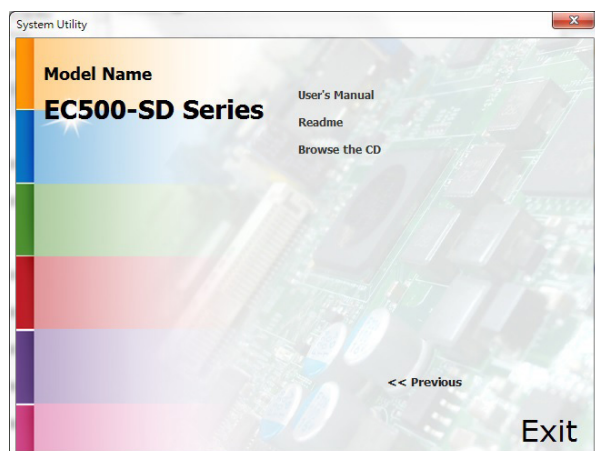 System Utility
Model Name
EC500-SD Series
User's Manual
Readme
Browse the CD
<< Previous
Exit